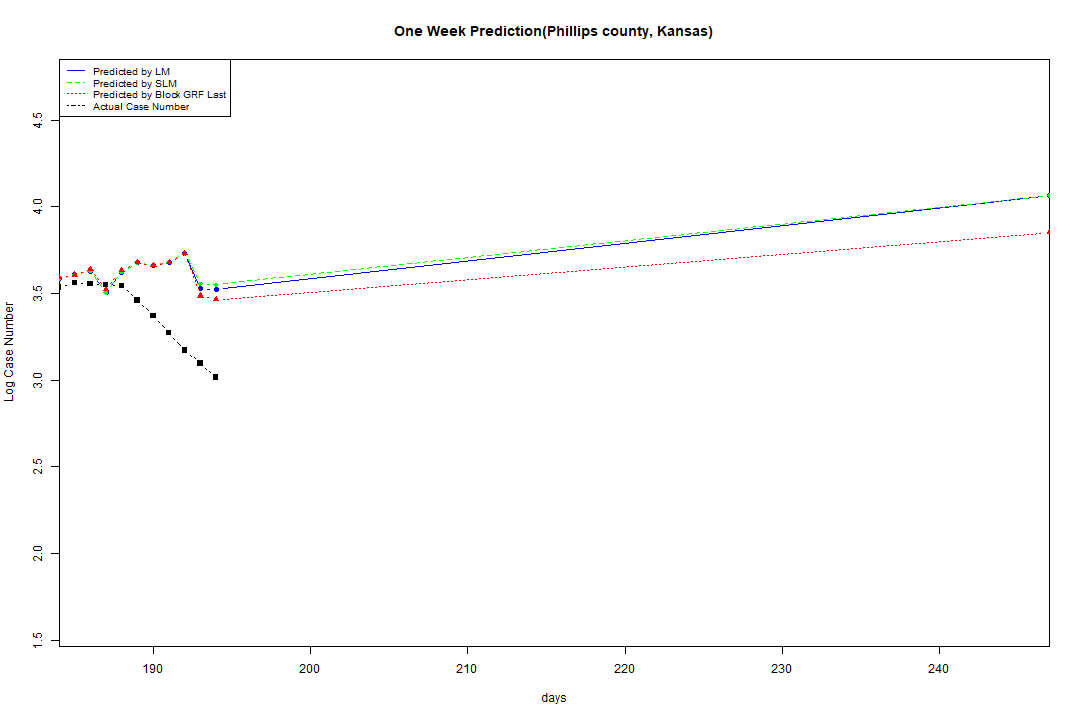 One Week Prediction(Phillips county, Kansas)
Predicted by LM
Predicted by SLM
Predicted by Block GRF Last
Actual Case Number
4.5
4.0
3.5
3.0
2.5
2.0
1.5
Log Case Number
190
200
210
220
230
240
days